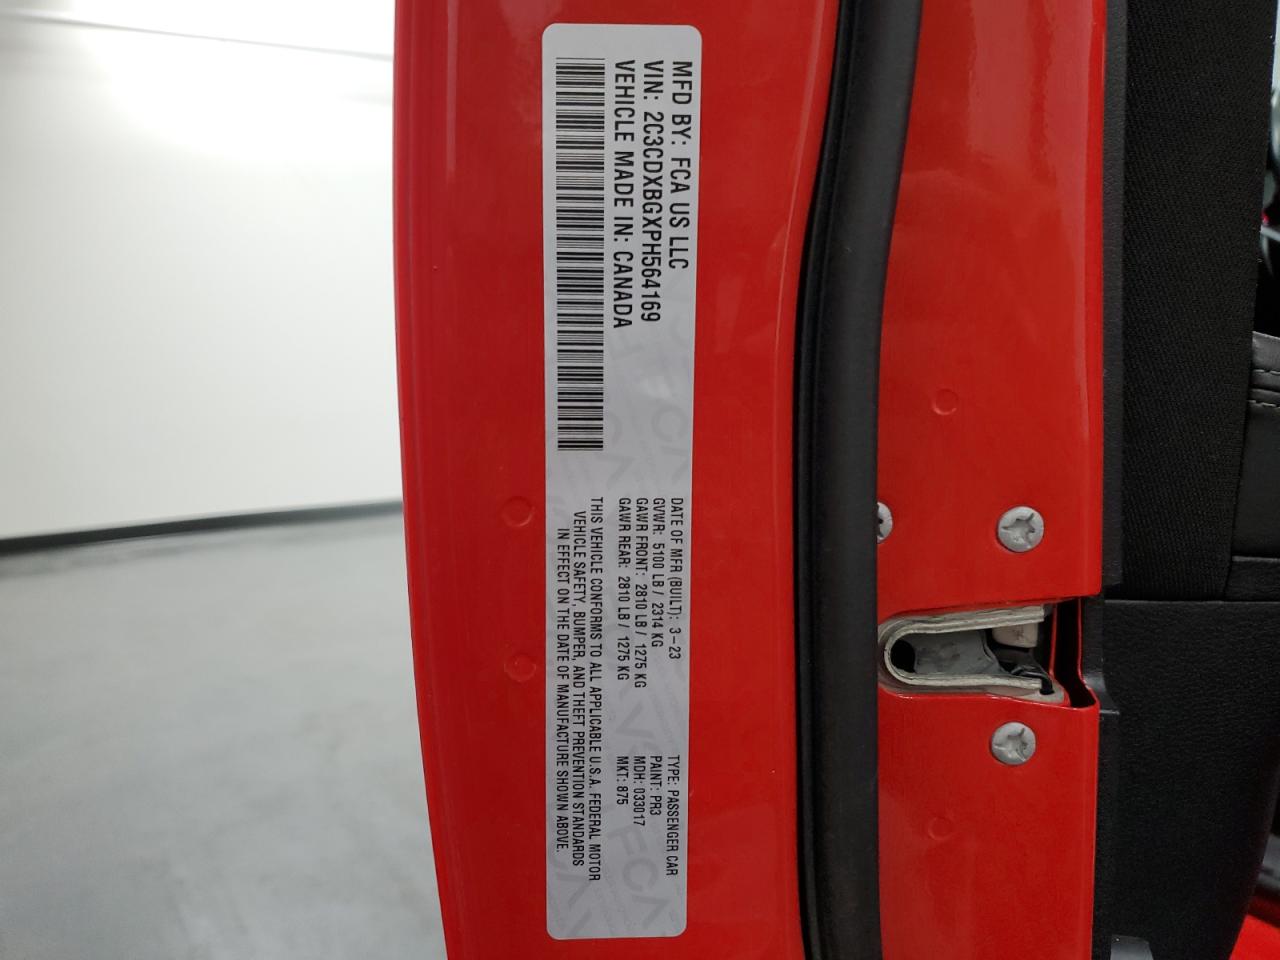 MFD BY: FCA US LLC
VIN: 2C3CDXBGXPH564169
VEHICLE MADE IN: CANADA
DATE OF MFR (BUILT): 3-23
GVWR: 5100 LB / 2314 KG
GAWR FRONT: 2810 LB / 1275 KG
GAWR REAR: 2810 LB / 1275 KG
TYPE: PASSENGER CAR
PAINT: PR3
MDH: 033017
MKT: 875
THIS VEHICLE CONFORMS TO ALL APPLICABLE U.S.A. FEDERAL MOTOR
VEHICLE SAFETY, BUMPER, AND THEFT PREVENTION STANDARDS
IN EFFECT ON THE DATE OF MANUFACTURE SHOWN ABOVE.